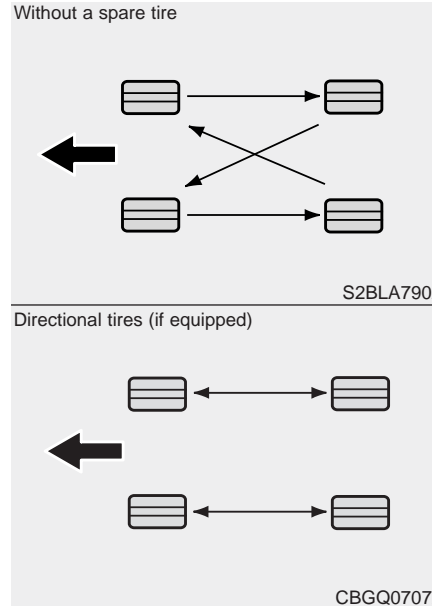 Without a spare tire
S2BLA790
Directional tires (if equipped)
CBGQ0707